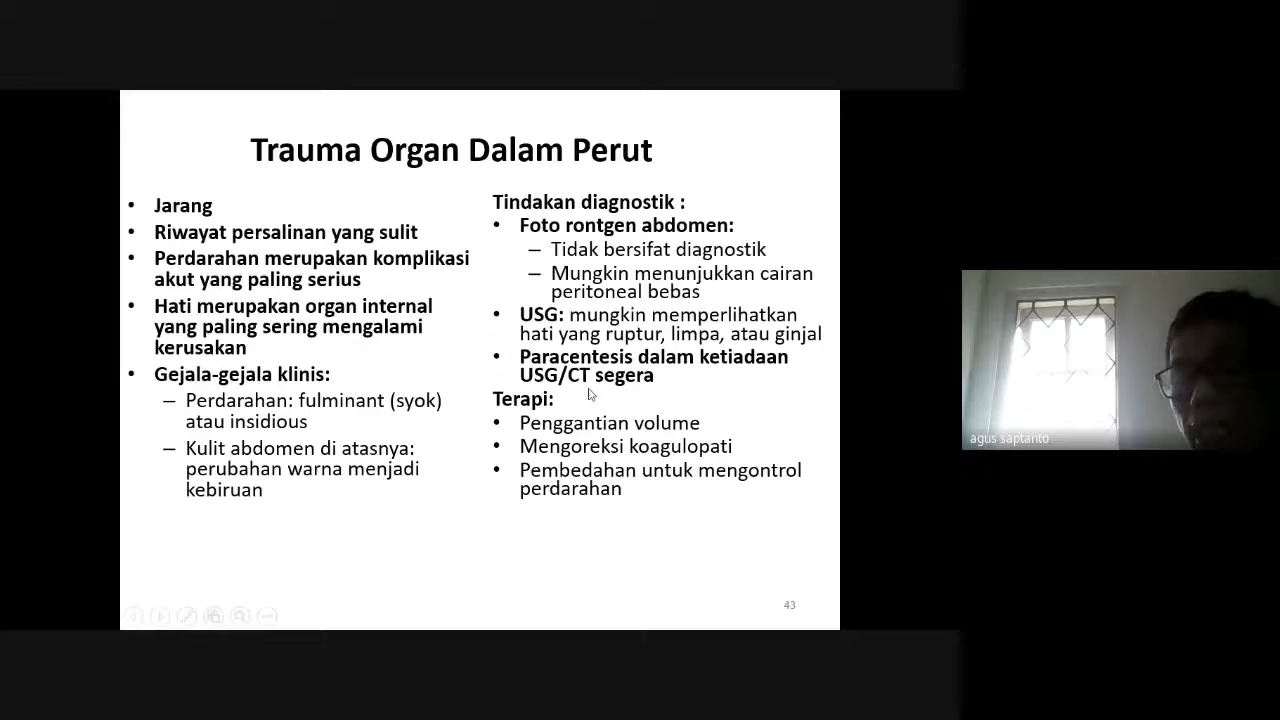 Trauma Organ Dalam Perut
• Jarang
• Riwayat persalinan yang sulit
• Perdarahan merupakan komplikasi
akut yang paling serius
• Hati merupakan organ internal
yang paling sering mengalami
kerusakan
• Gejala-gejala klinis:
– Perdarahan: fulminant (syok)
atau insidious
– Kulit abdomen di atasnya:
perubahan warna menjadi
kebiruan
Tindakan diagnostik :
• Foto rontgen abdomen:
– Tidak bersifat diagnostik
– Mungkin menunjukkan cairan
peritoneal bebas
• USG: mungkin memperlihatkan
hati yang ruptur, limpa, atau ginjal
• Paracentesis dalam ketiadaan
USG/CT segera
Terapi:
• Penggantian volume
• Mengoreksi koagulopati
• Pembedahan untuk mengontrol
perdarahan
43
agus saptanto